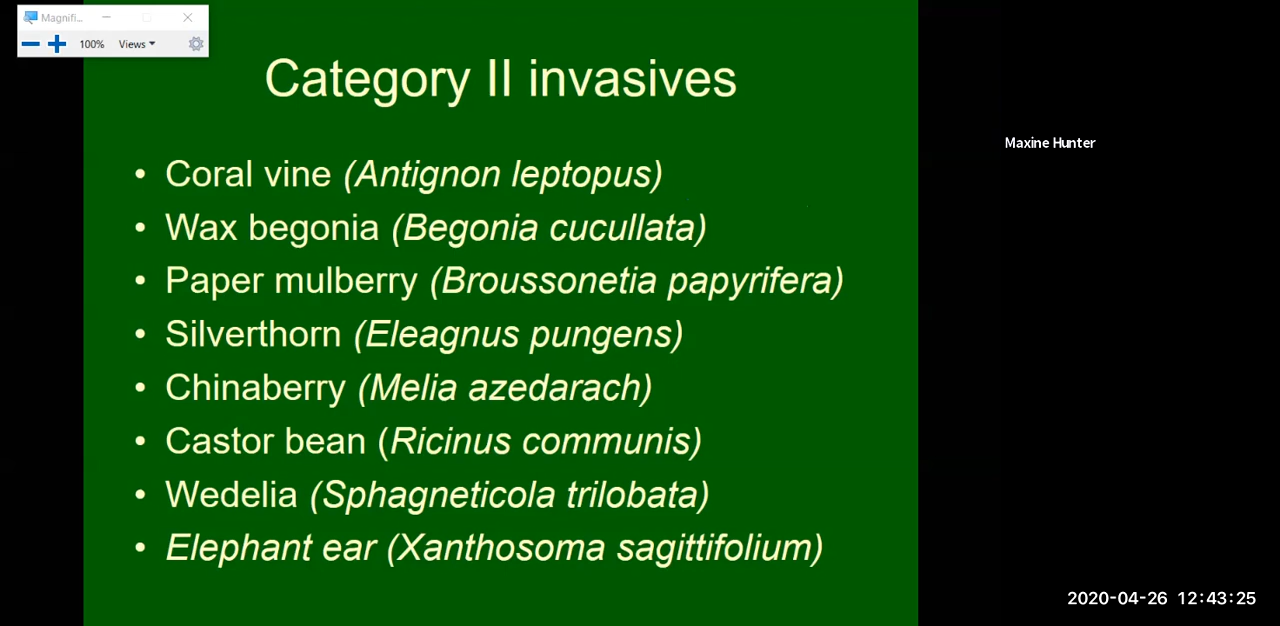 Magnifi...
100% Views
Category II invasives
Maxine Hunter
• Coral vine (Antignon leptopus)
• Wax begonia (Begonia cucullata)
• Paper mulberry (Broussonetia papyrifera)
• Silverthorn (Eleagnus pungens)
• Chinaberry (Melia azedarach)
• Castor bean (Ricinus communis)
• Wedelia (Sphagneticola trilobata)
• Elephant ear (Xanthosoma sagittifolium)
2020-04-26 12:43:25